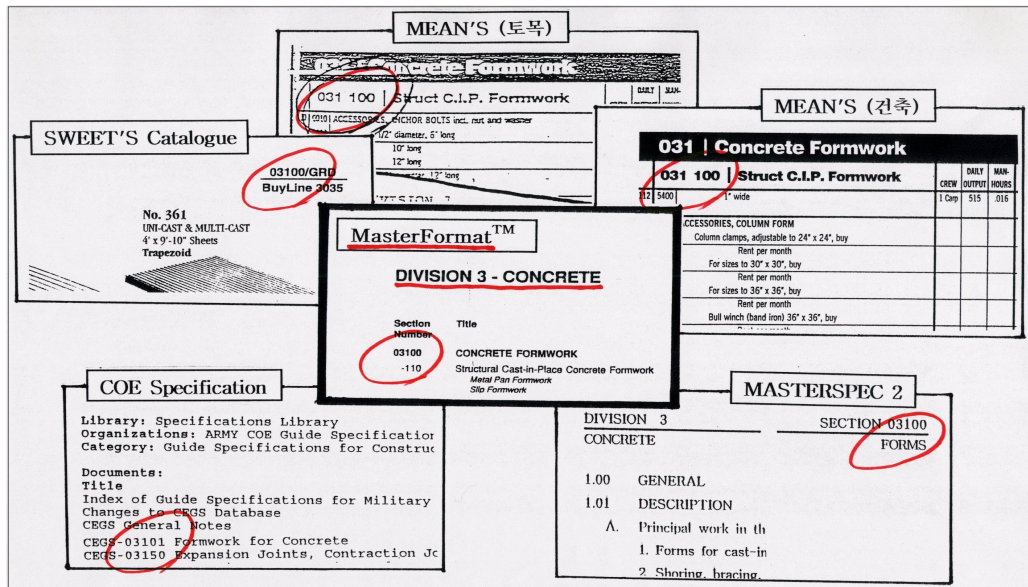 MEAN'S (토목)
Concrete Formwork
031 100 Struct C.I.P. Formwork
DAILY MAN-
0010 ACCESSORIES, ANCHOR BOLTS incl. nut and washer
1/2" diameter, 6" long
10" long
12" long
12" long
SWEET'S Catalogue
03100/GRD
BuyLine 3035
No. 361
UNI-CAST & MULTI-CAST
4' x 9'-10" Sheets
Trapezoid
MEAN'S (건축)
031 Concrete Formwork
031 100 Struct C.I.P. Formwork
CREW DAILY OUTPUT MAN-HOURS
112 5400 1" wide 1 Carp 515 .016
ACCESSORIES, COLUMN FORM
Column clamps, adjustable to 24" x 24", buy
Rent per month
For sizes to 30" x 30", buy
Rent per month
For sizes to 36" x 36", buy
Rent per month
Bull winch (band iron) 36" x 36", buy
MasterFormat™
DIVISION 3 - CONCRETE
Section Number Title
03100 CONCRETE FORMWORK
-110 Structural Cast-in-Place Concrete Formwork
Metal Pan Formwork
Slip Formwork
COE Specification
Library: Specifications Library
Organizations: ARMY COE Guide Specification
Category: Guide Specifications for Construc
Documents:
Title
Index of Guide Specifications for Military
Changes to CEGS Database
CEGS General Notes
CEGS-03101 Formwork for Concrete
CEGS-03150 Expansion Joints, Contraction Jo
MASTERSPEC 2
DIVISION 3 SECTION 03100
CONCRETE FORMS
1.00 GENERAL
1.01 DESCRIPTION
A. Principal work in th
1. Forms for cast-in
2. Shoring, bracing,